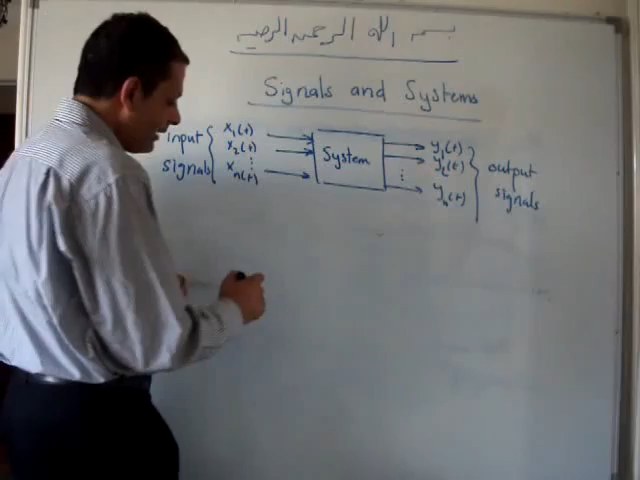 بسم الله الرحمن الرحيم
Signals and Systems
input signals
x₁(t)
x₂(t)
⋮
xₙ(t)
System
y₁(t)
y₂(t)
⋮
yₙ(t)
output signals